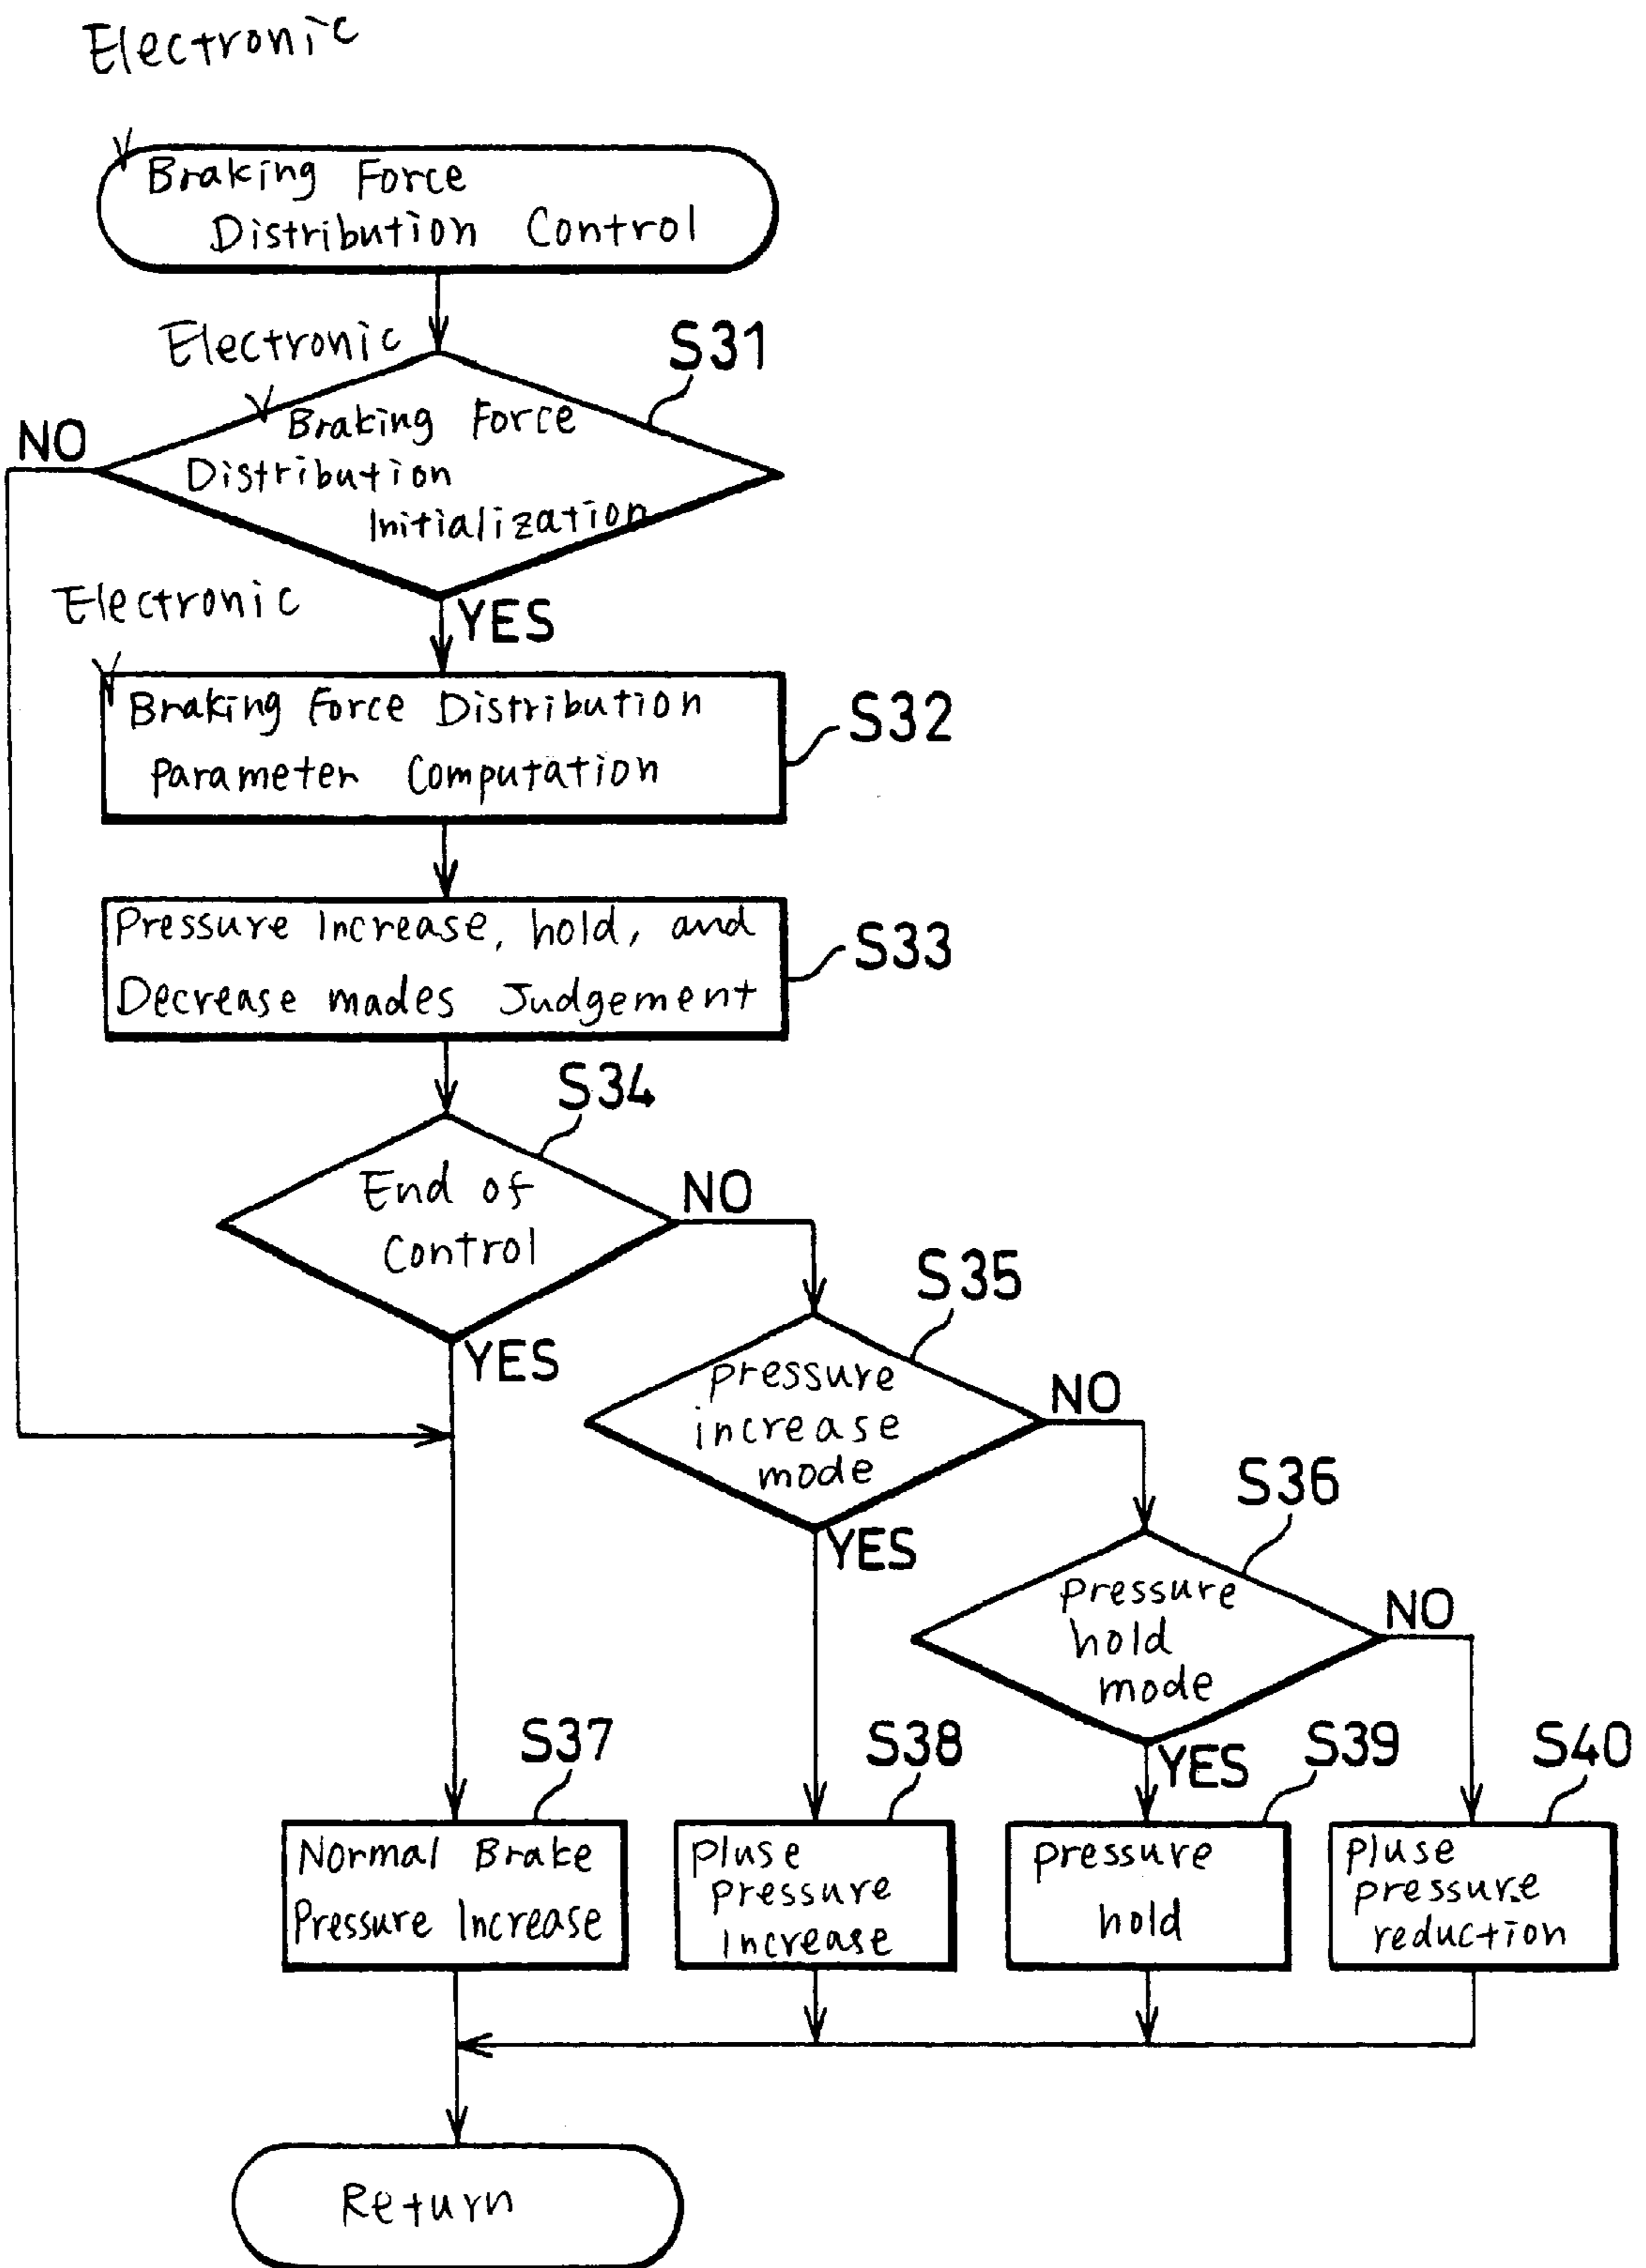 Electronic
Braking Force
Distribution Control
Electronic
S31
Braking Force
NO
Distribution
Initialization
Electronic
YES
Braking Force Distribution
Parameter Computation
S32
Pressure Increase, hold, and
Decrease mades Judgement
S33
S34
End of
Control
NO
YES
S35
Pressure
increase
mode
NO
YES
S36
Pressure
hold
mode
NO
YES
S37
S38
S39
S40
Normal Brake
Pressure Increase
Pluse
Pressure
increase
Pressure
hold
Pluse
pressure
reduction
Return